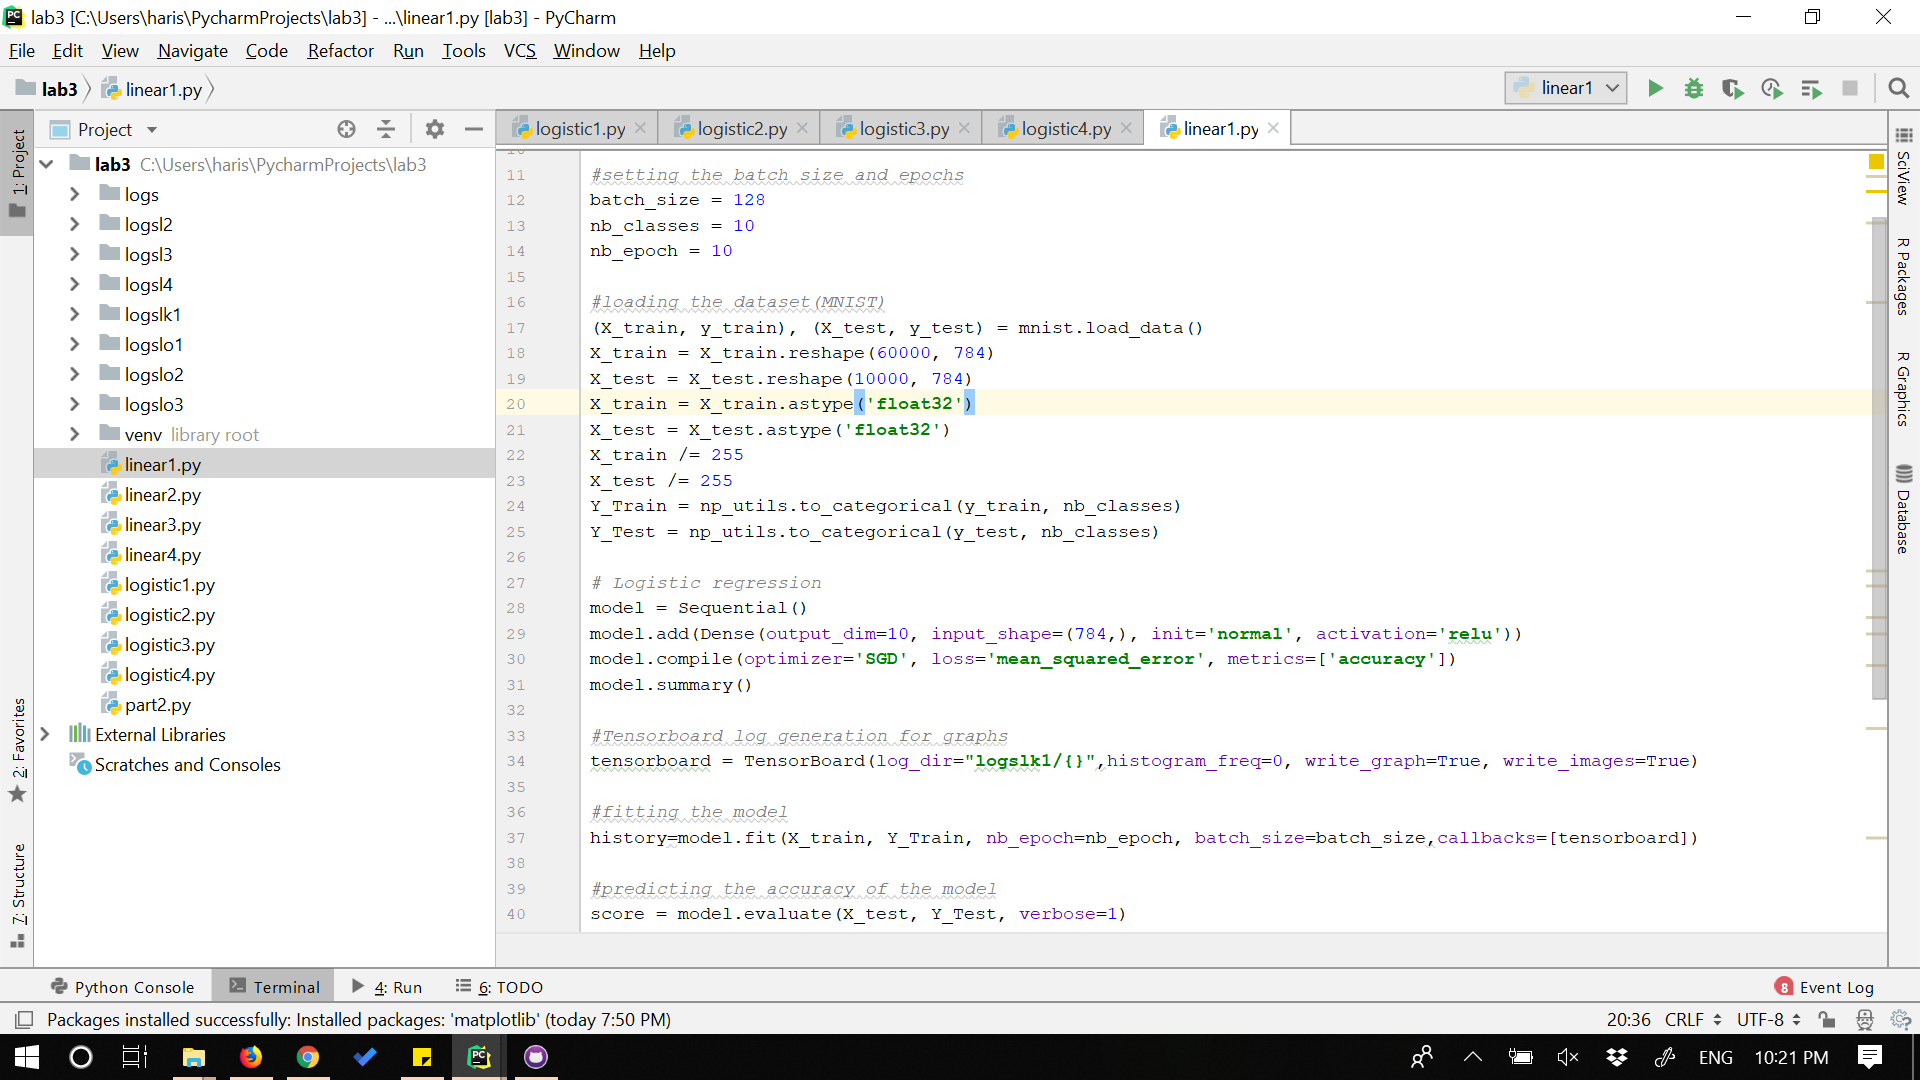 lab3 [C:\Users\haris\PycharmProjects\lab3] - ...\linear1.py [lab3] - PyCharm
File Edit View Navigate Code Refactor Run Tools VCS Window Help
lab3 linear1.py linear1
Project
logistic1.py logistic2.py logistic3.py logistic4.py linear1.py
1: Project
2: Favorites
7: Structure
lab3 C:\Users\haris\PycharmProjects\lab3
logs
logsl2
logsl3
logsl4
logslk1
logslo1
logslo2
logslo3
venv library root
linear1.py
linear2.py
linear3.py
linear4.py
logistic1.py
logistic2.py
logistic3.py
logistic4.py
part2.py
External Libraries
Scratches and Consoles
11 #setting the batch size and epochs
12 batch_size = 128
13 nb_classes = 10
14 nb_epoch = 10
15
16 #loading the dataset(MNIST)
17 (X_train, y_train), (X_test, y_test) = mnist.load_data()
18 X_train = X_train.reshape(60000, 784)
19 X_test = X_test.reshape(10000, 784)
20 X_train = X_train.astype('float32')
21 X_test = X_test.astype('float32')
22 X_train /= 255
23 X_test /= 255
24 Y_Train = np_utils.to_categorical(y_train, nb_classes)
25 Y_Test = np_utils.to_categorical(y_test, nb_classes)
26
27 # Logistic regression
28 model = Sequential()
29 model.add(Dense(output_dim=10, input_shape=(784,), init='normal', activation='relu'))
30 model.compile(optimizer='SGD', loss='mean_squared_error', metrics=['accuracy'])
31 model.summary()
32
33 #Tensorboard log generation for graphs
34 tensorboard = TensorBoard(log_dir="logslk1/{}",histogram_freq=0, write_graph=True, write_images=True)
35
36 #fitting the model
37 history=model.fit(X_train, Y_Train, nb_epoch=nb_epoch, batch_size=batch_size,callbacks=[tensorboard])
38
39 #predicting the accuracy of the model
40 score = model.evaluate(X_test, Y_Test, verbose=1)
SciView
R Packages
R Graphics
Database
Python Console Terminal 4: Run 6: TODO 8 Event Log
Packages installed successfully: Installed packages: 'matplotlib' (today 7:50 PM) 20:36 CRLF UTF-8
PC ENG 10:21 PM